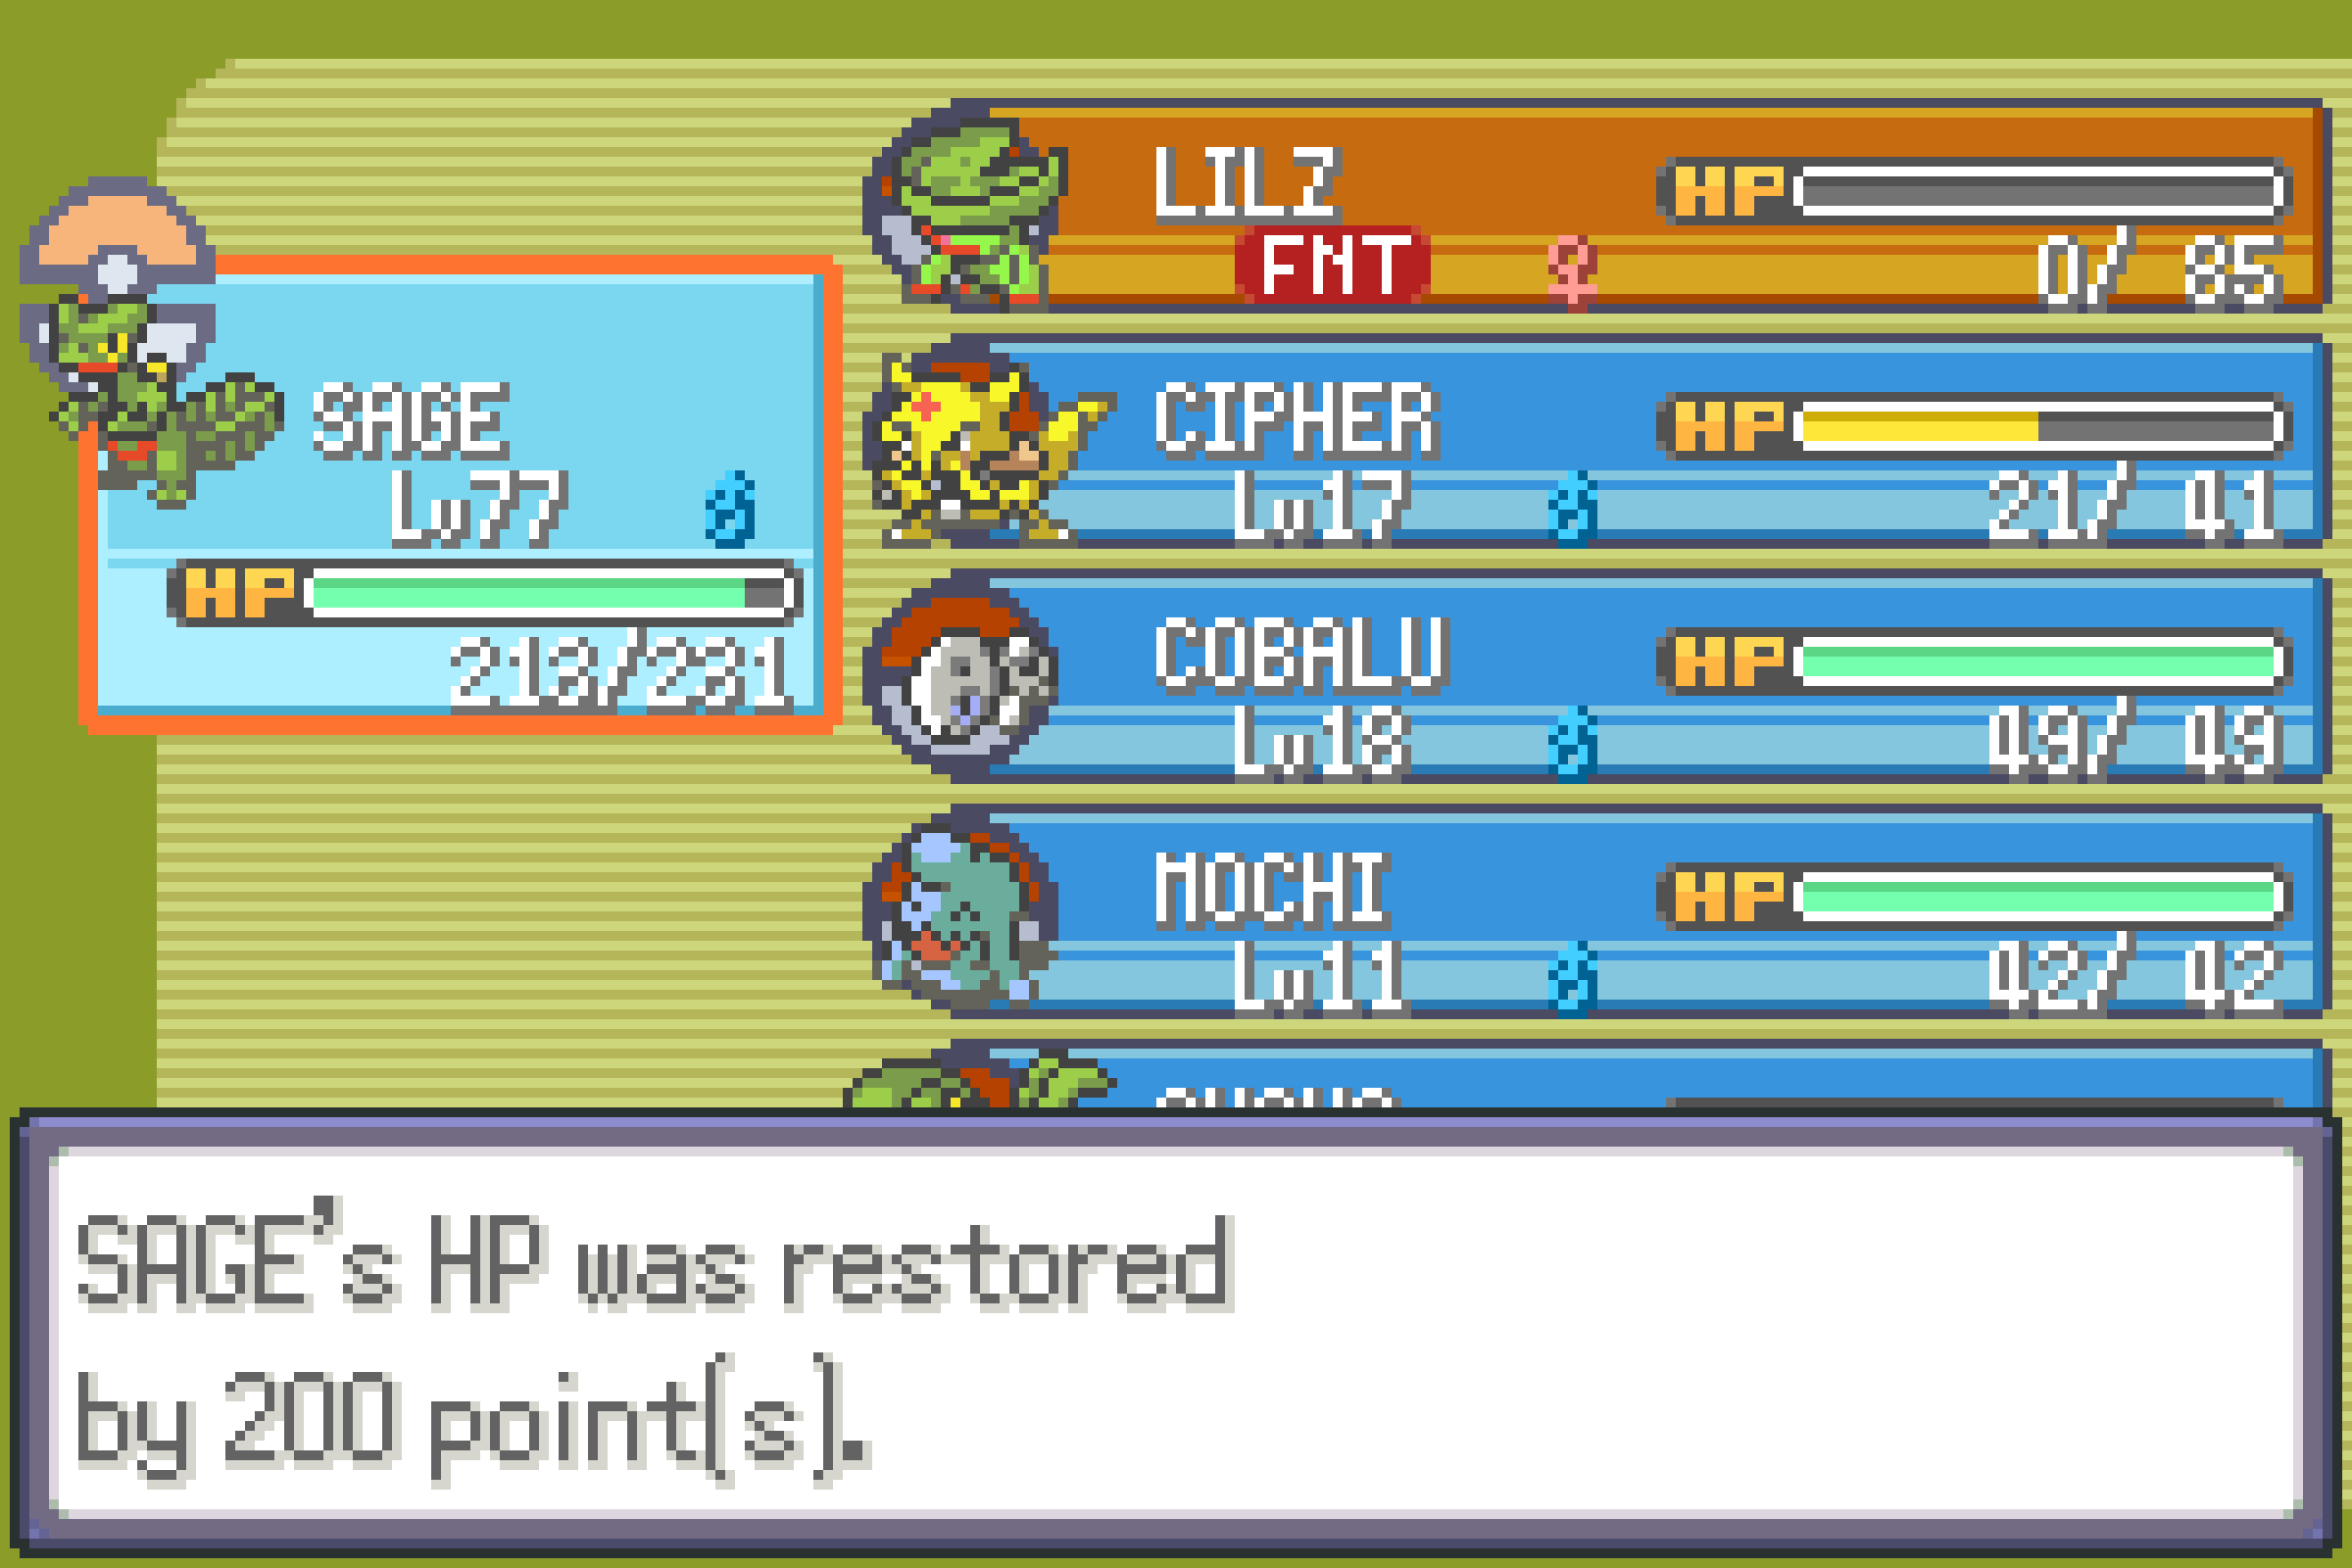 SAGE
Lv77 ♂
HP
213/231
LILZ
HP
FNT ♀ 0/ 85
CIPHER
HP
Lv17 ♂ 21/ 41
COBALU
HP
Lv18 ♂ 49/ 49
MOCHI
HP
Lv11 ♂ 42/ 42
SAGE's HP was restored
by 200 point(s).